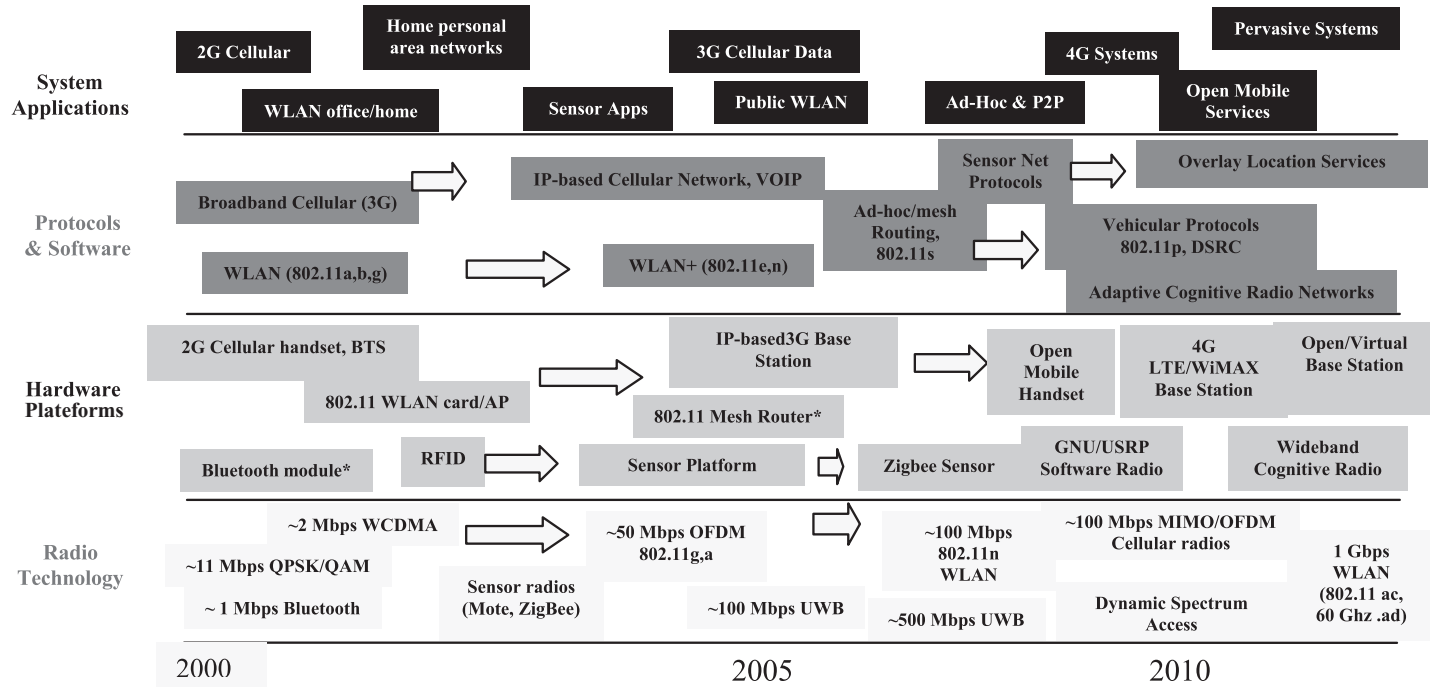 System
Applications
2G Cellular
Home personal
area networks
WLAN office/home
Sensor Apps
3G Cellular Data
Public WLAN
Ad-Hoc & P2P
4G Systems
Pervasive Systems
Open Mobile
Services
Protocols
& Software
Broadband Cellular (3G)
IP-based Cellular Network, VOIP
Sensor Net
Protocols
Overlay Location Services
WLAN (802.11a,b,g)
WLAN+ (802.11e,n)
Ad-hoc/mesh
Routing,
802.11s
Vehicular Protocols
802.11p, DSRC
Adaptive Cognitive Radio Networks
Hardware
Plateforms
2G Cellular handset, BTS
802.11 WLAN card/AP
IP-based3G Base
Station
802.11 Mesh Router*
Open
Mobile
Handset
4G
LTE/WiMAX
Base Station
Open/Virtual
Base Station
Bluetooth module*
RFID
Sensor Platform
Zigbee Sensor
GNU/USRP
Software Radio
Wideband
Cognitive Radio
Radio
Technology
~2 Mbps WCDMA
~11 Mbps QPSK/QAM
~ 1 Mbps Bluetooth
Sensor radios
(Mote, ZigBee)
~50 Mbps OFDM
802.11g,a
~100 Mbps UWB
~100 Mbps
802.11n
WLAN
~500 Mbps UWB
~100 Mbps MIMO/OFDM
Cellular radios
Dynamic Spectrum
Access
1 Gbps
WLAN
(802.11 ac,
60 Ghz .ad)
2000
2005
2010